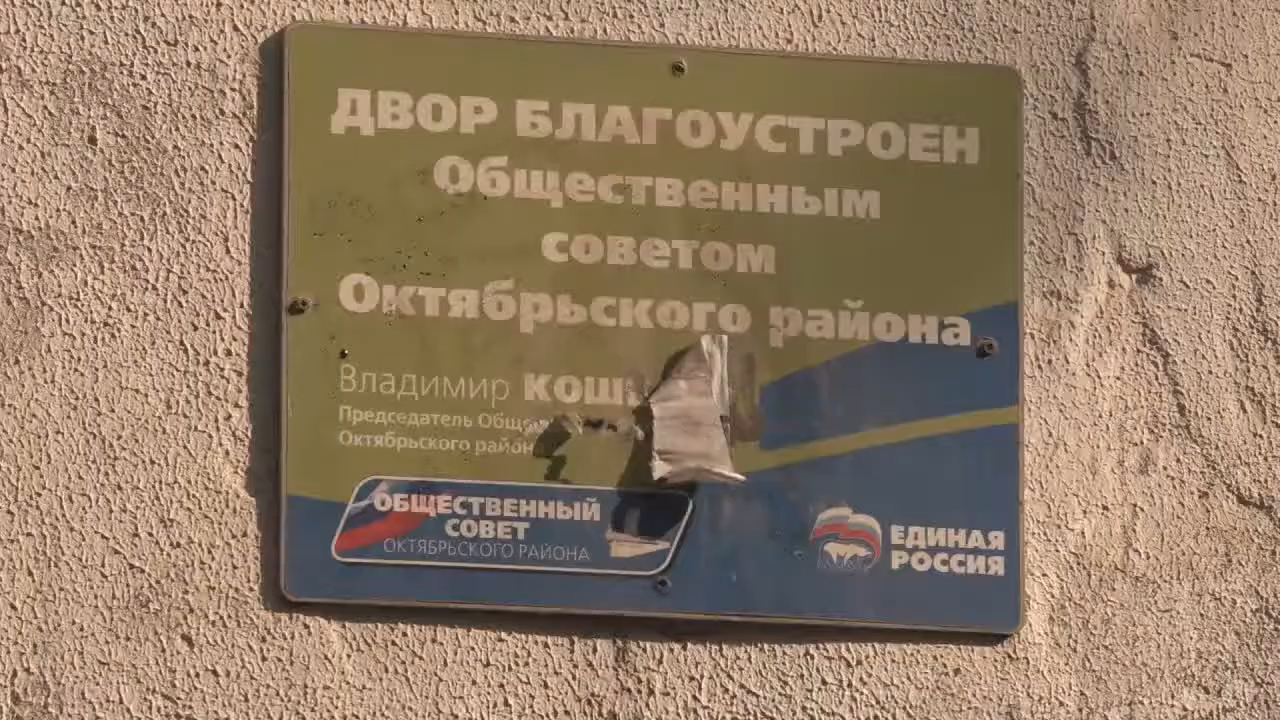 ДВОР БЛАГОУСТРОЕН
Общественным
советом
Октябрьского района
Владимир
Председатель
Октябрьского
ОБЩЕСТВЕННЫЙ
СОВЕТ
ОКТЯБРЬСКОГО РАЙОНА
ЕДИНАЯ
РОССИЯ